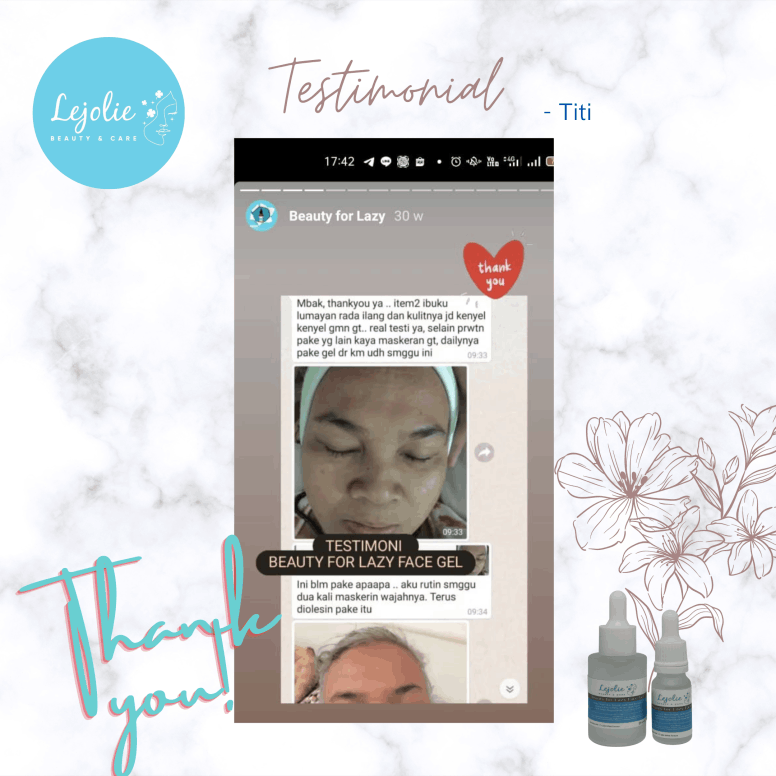 Lejolie
BEAUTY & CARE
Testimonial
- Titi
17:42
Beauty for Lazy 30 w
thank
you
Mbak, thankyou ya .. item2 ibuku
lumayan rada ilang dan kulitnya jd kenyel
kenyel gmn gt.. real testi ya, selain prwtn
pake yg lain kaya maskeran gt, dailynya
pake gel dr km udh smggu ini
09:33
09:33
TESTIMONI
BEAUTY FOR LAZY FACE GEL
Ini blm pake apaapa .. aku rutin smggu
dua kali maskerin wajahnya. Terus
diolesin pake itu
09:34
Thank
you!
Lejolie
Lejolie